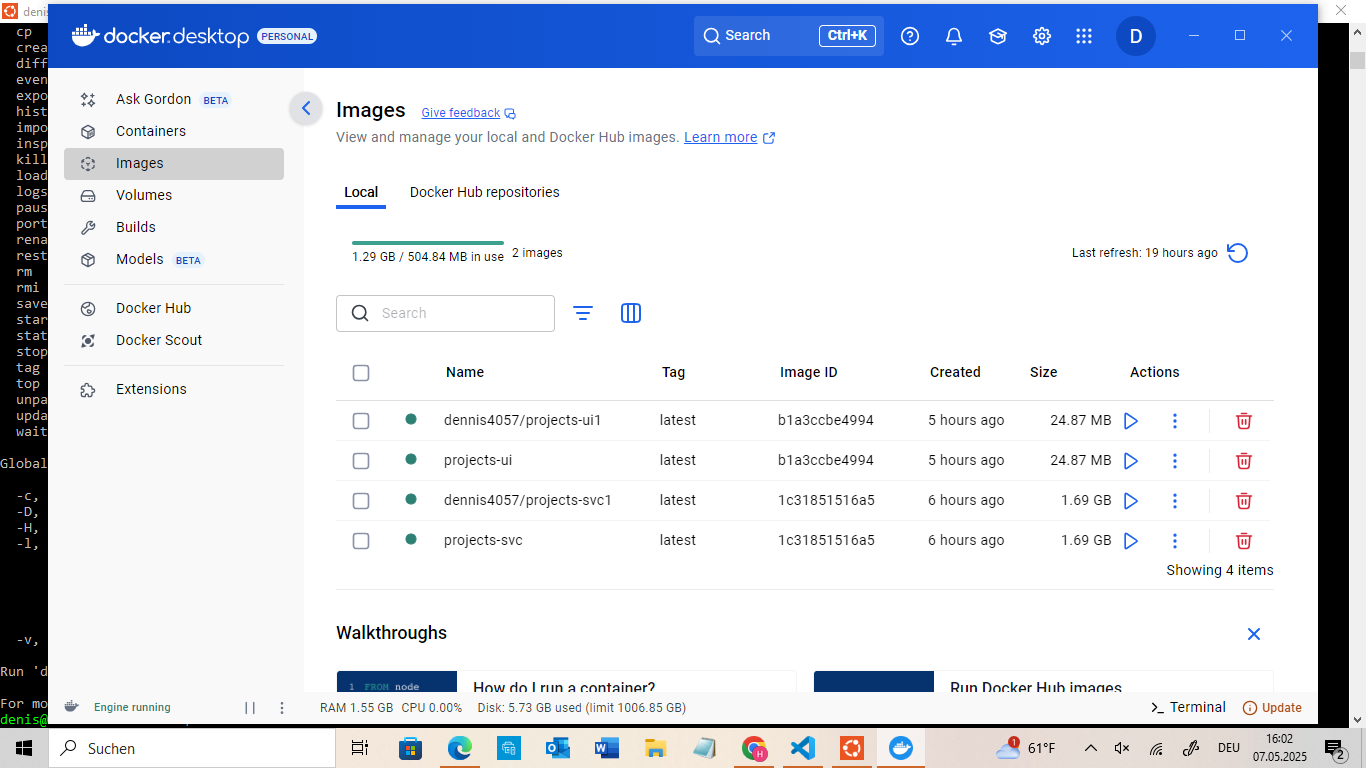 denis
cp
crea
diff
even
expo
hist
impo
insp
kill
load
logs
paus
port
rena
rest
rm
rmi
save
star
stat
stop
tag
top
unpa
upda
wait
Global
-c,
-D,
-H,
-l,
-v,
Run 'd
For mo
denis@
docker.desktop PERSONAL
Search Ctrl+K
D
Ask Gordon BETA
Containers
Images
Volumes
Builds
Models BETA
Docker Hub
Docker Scout
Extensions
Images Give feedback
View and manage your local and Docker Hub images. Learn more
Local Docker Hub repositories
1.29 GB / 504.84 MB in use 2 images Last refresh: 19 hours ago
Search
Name Tag Image ID Created Size Actions
dennis4057/projects-ui1 latest b1a3ccbe4994 5 hours ago 24.87 MB
projects-ui latest b1a3ccbe4994 5 hours ago 24.87 MB
dennis4057/projects-svc1 latest 1c31851516a5 6 hours ago 1.69 GB
projects-svc latest 1c31851516a5 6 hours ago 1.69 GB
Showing 4 items
Walkthroughs
1 FROM node
How do I run a container?
Run Docker Hub images
Engine running RAM 1.55 GB CPU 0.00% Disk: 5.73 GB used (limit 1006.85 GB) Terminal Update
Suchen
H
1 61°F DEU 16:02
07.05.2025
2